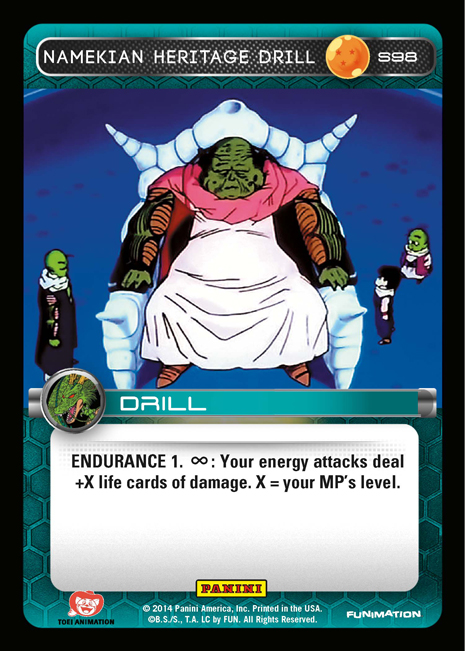 NAMEKIAN HERITAGE DRILL S98
DRILL
ENDURANCE 1. ∞: Your energy attacks deal
+X life cards of damage. X = your MP's level.
PANINI
TOEI ANIMATION
© 2014 Panini America, Inc. Printed in the USA.
©B.S./S., T.A. LC by FUN. All Rights Reserved.
FUNIMATION